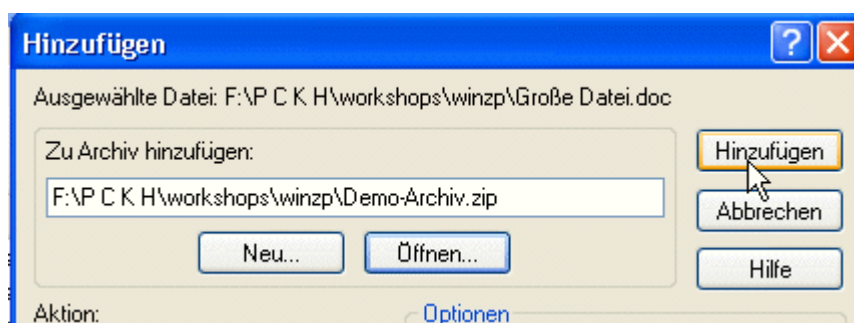 Hinzufügen
Ausgewählte Datei: F:\P C K H\workshops\winzp\Große Datei.doc
Zu Archiv hinzufügen:
Hinzufügen
F:\P C K H\workshops\winzp\Demo-Archiv.zip
Abbrechen
Neu... Öffnen...
Hilfe
Aktion: Optionen